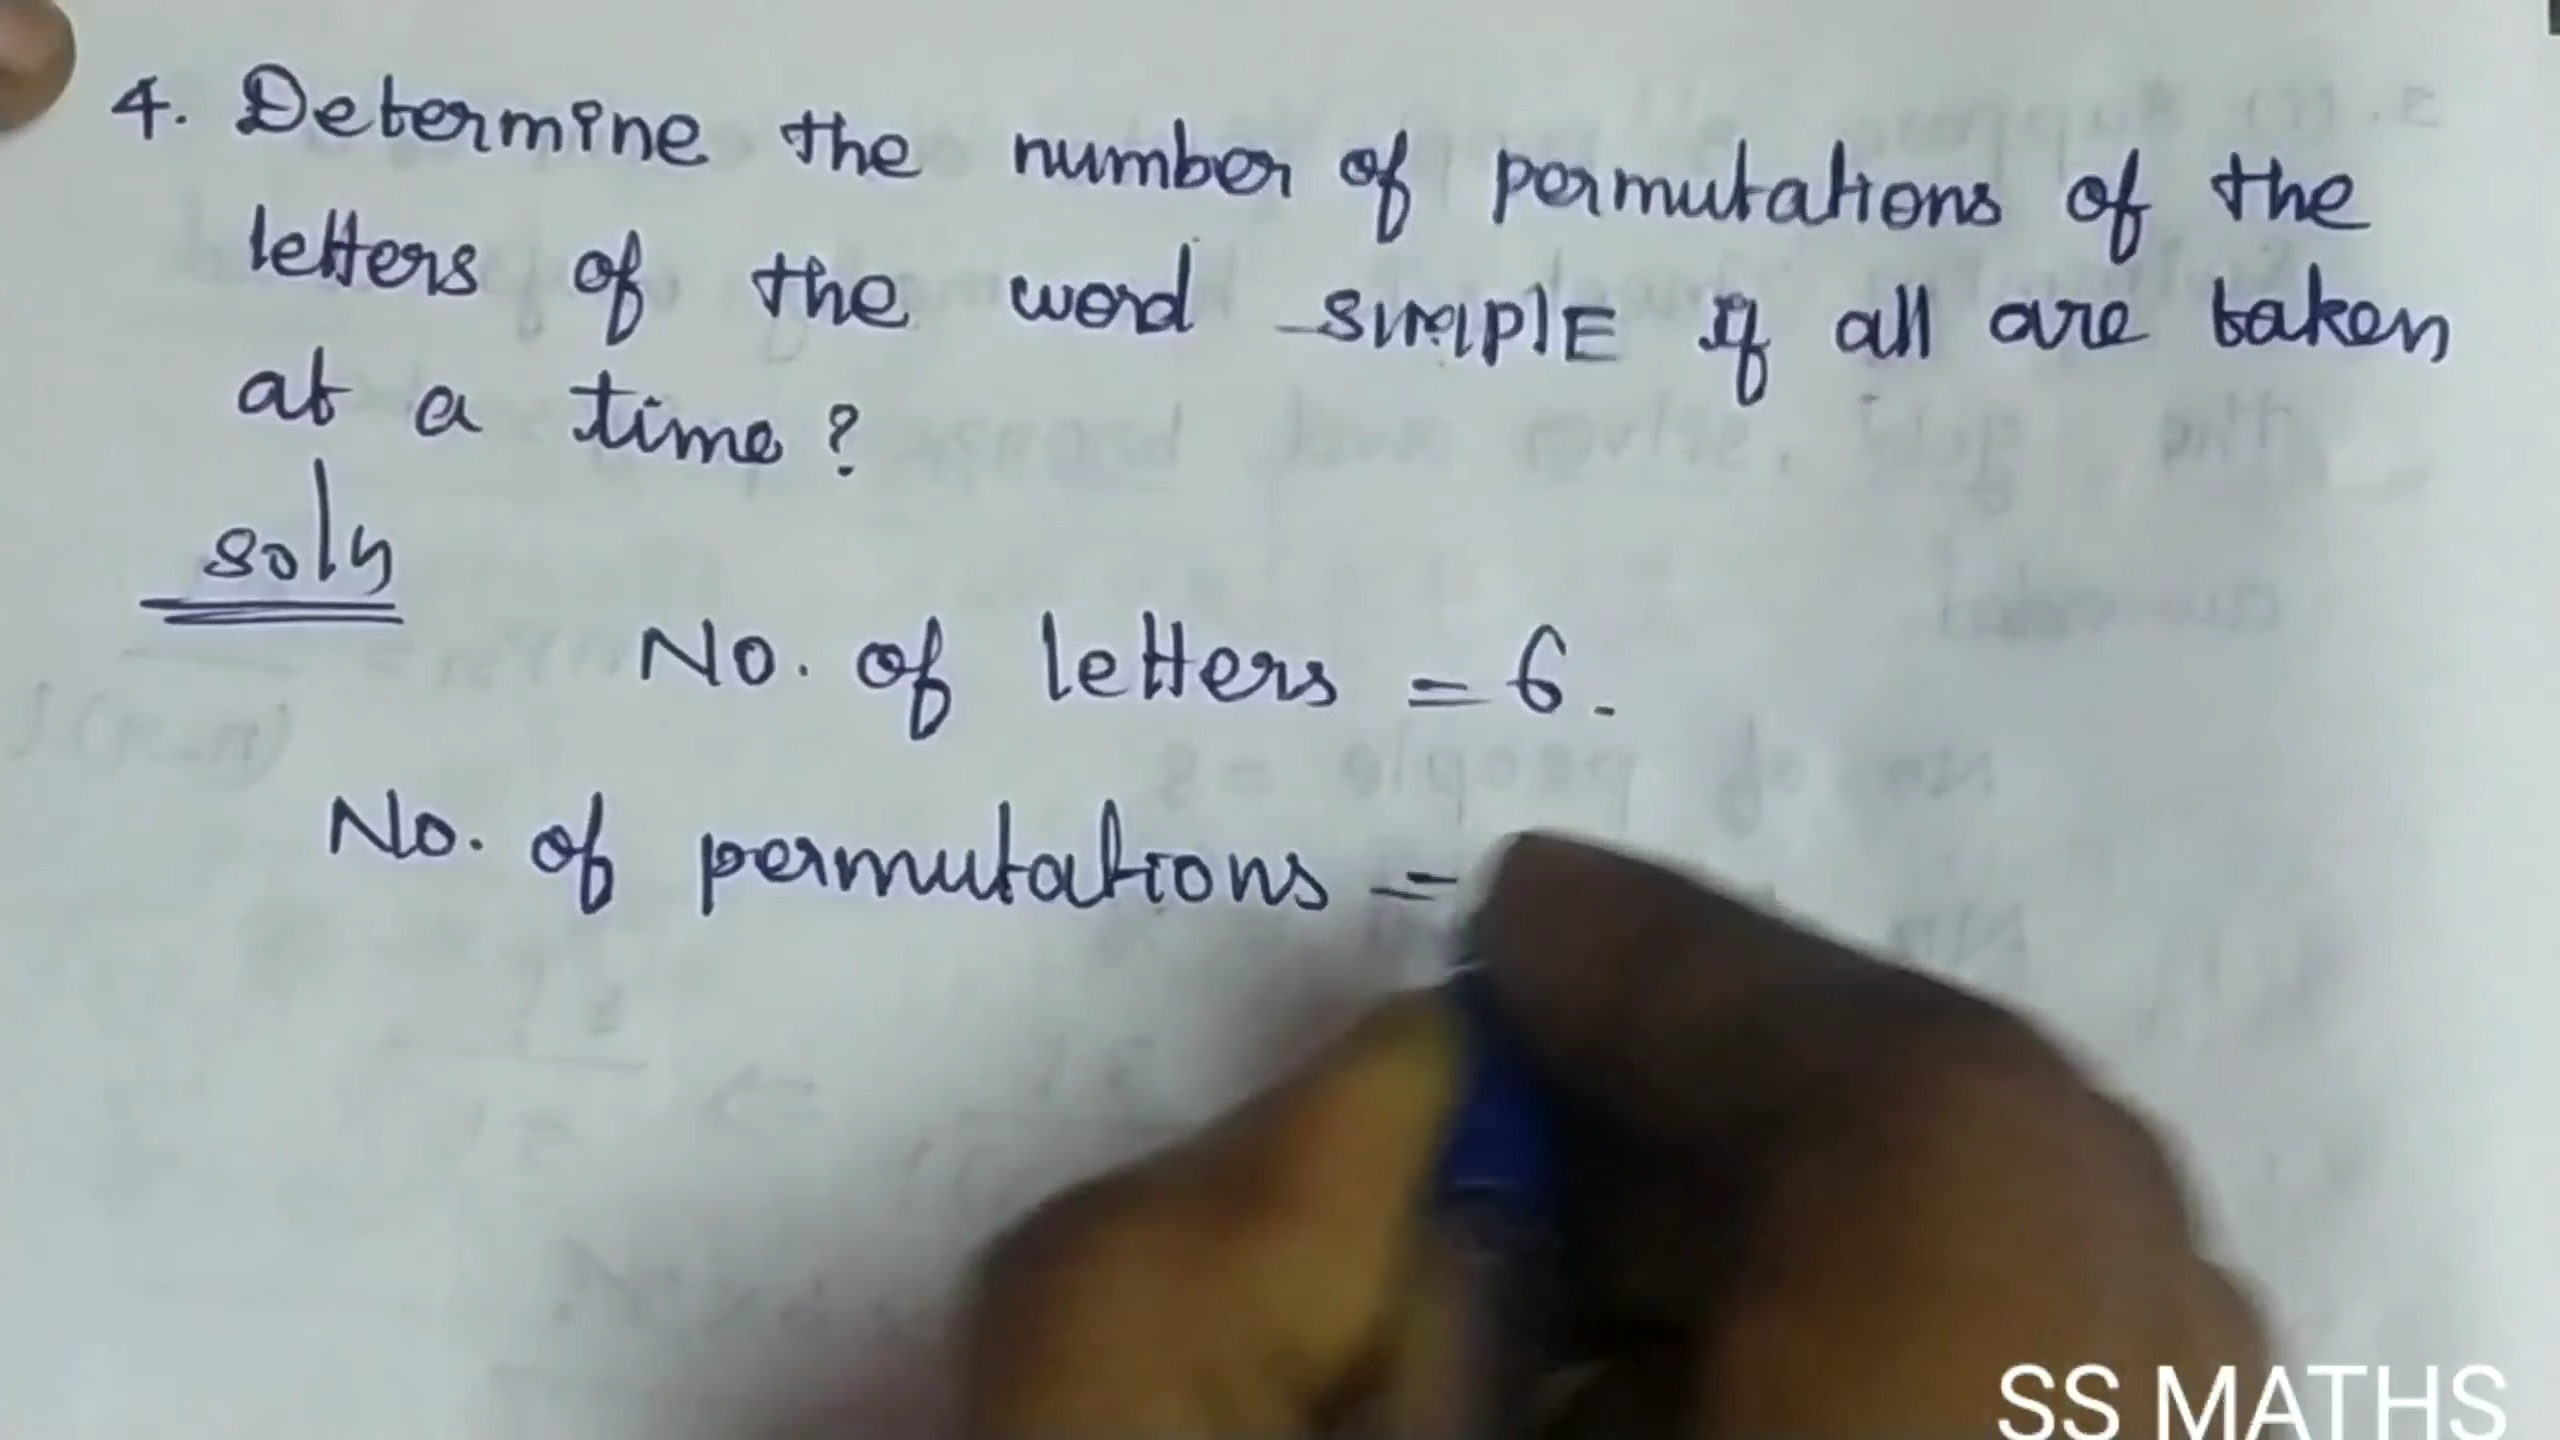 4. Determine the number of permutations of the
letters of the word SIMPlE if all are taken
at a time?
soln
No. of letters = 6.
No. of permutations =
SS MATHS